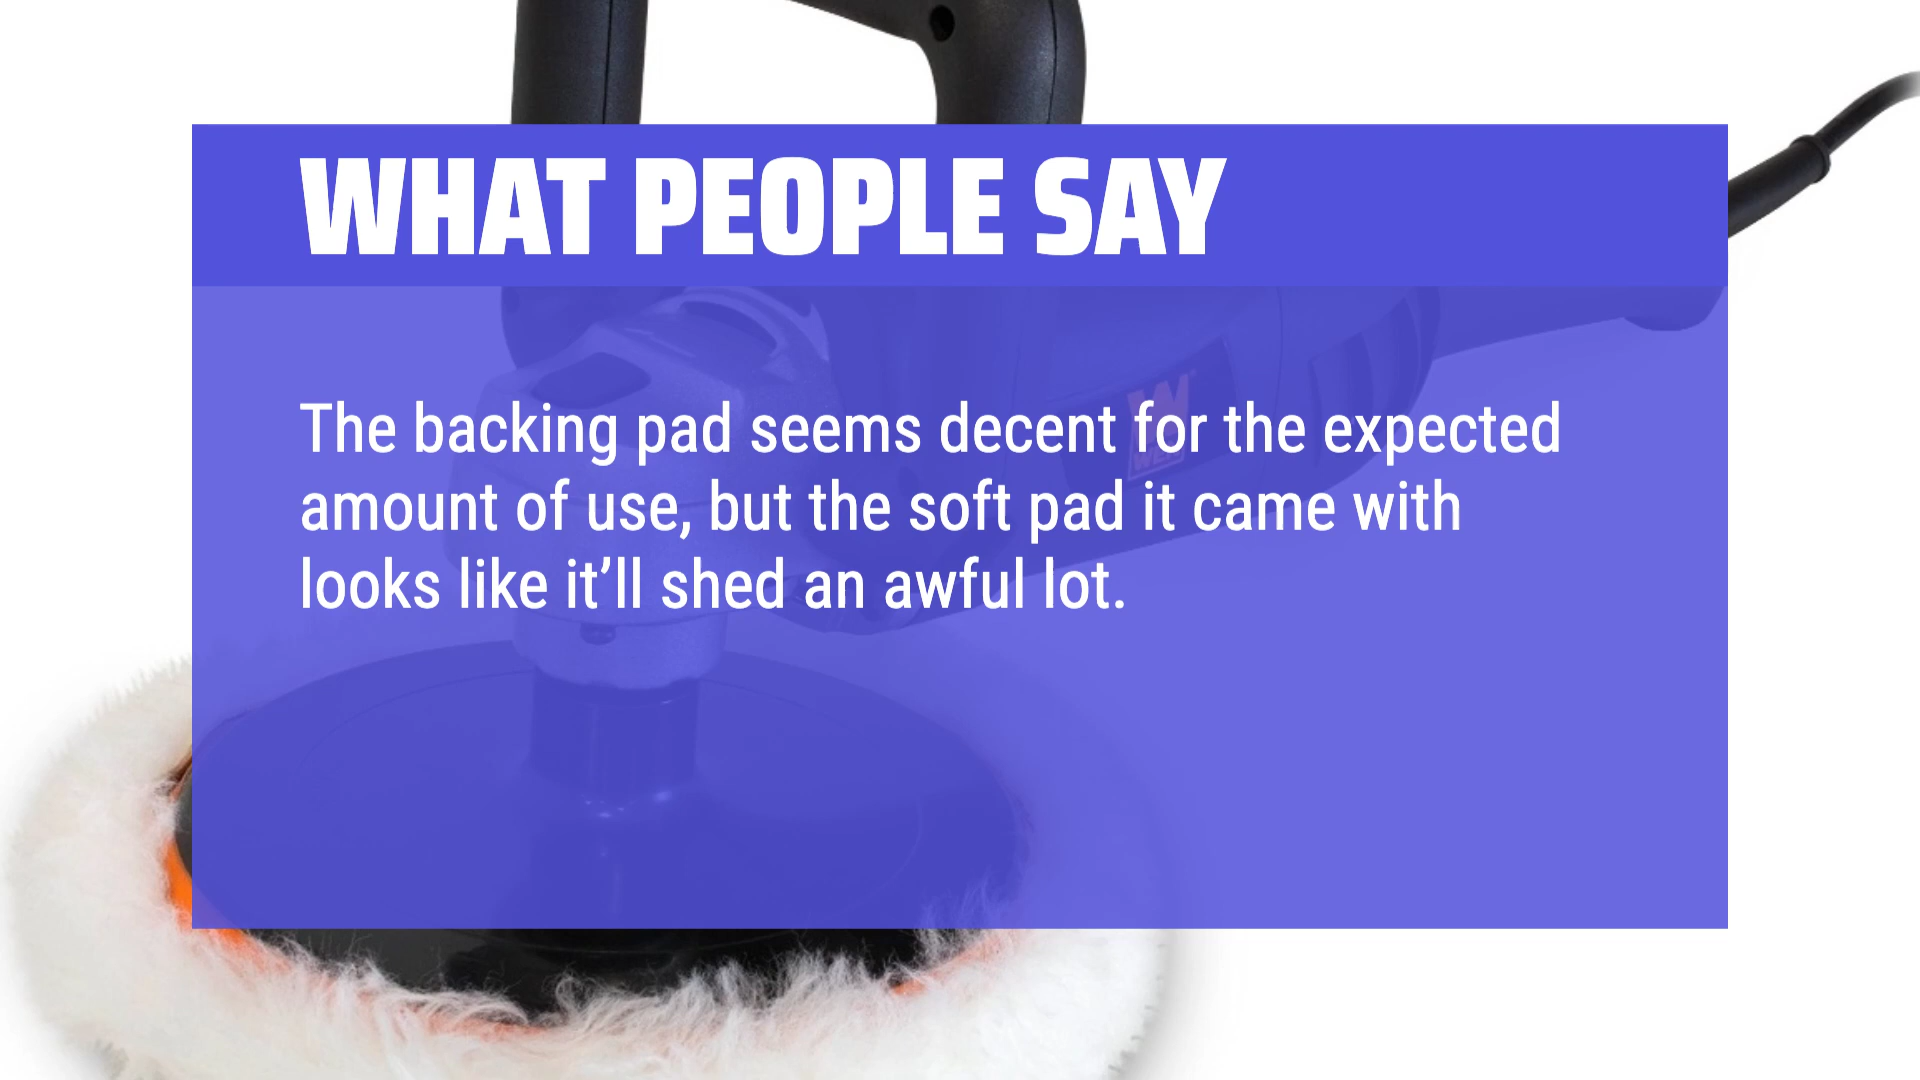 WHAT PEOPLE SAY
The backing pad seems decent for the expected
amount of use, but the soft pad it came with
looks like it’ll shed an awful lot.
WEN